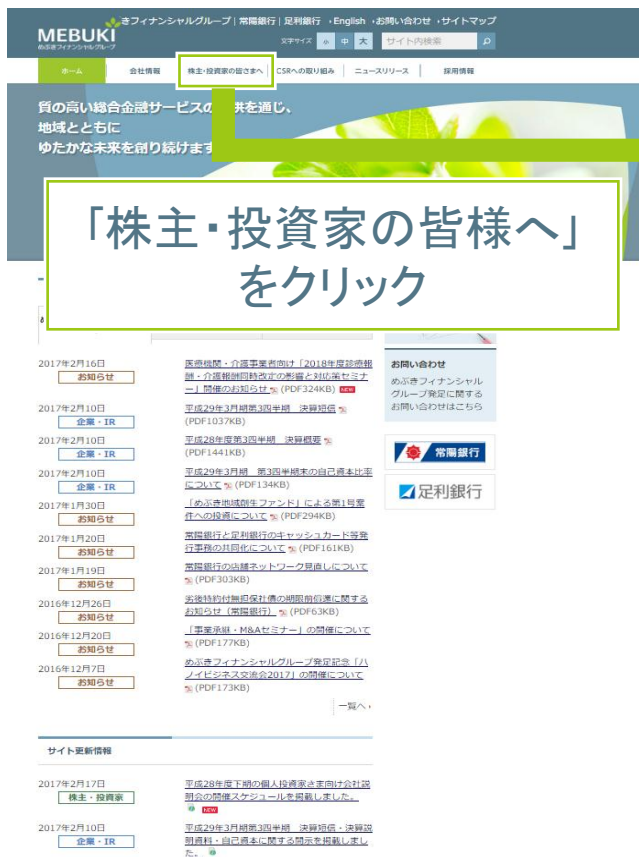 きフィナンシャルグループ | 常陽銀行 | 足利銀行 ›English ›お問い合わせ ›サイトマップ
MEBUKI
めぶきフィナンシャルグループ
文字サイズ 小 中 大 サイト内検索
ホーム 会社情報 株主・投資家の皆さまへ CSRへの取り組み ニュースリリース 採用情報
質の高い総合金融サービスの 供を通じ、
地域とともに
ゆたかな未来を創り続けます
「株主・投資家の皆様へ」
をクリック
2017年2月16日
お知らせ
医療機関・介護事業者向け「2018年度診療報
酬・介護報酬同時改定の影響と対応策セミナ
ー」開催のお知らせ (PDF324KB) NEW
2017年2月10日
企業・IR
平成29年3月期第3四半期 決算短信
(PDF1037KB)
2017年2月10日
企業・IR
平成28年度第3四半期 決算概要
(PDF1441KB)
2017年2月10日
企業・IR
平成29年3月期 第3四半期末の自己資本比率
について (PDF134KB)
2017年1月30日
お知らせ
「めぶき地域創生ファンド」による第1号案
件への投資について (PDF294KB)
2017年1月20日
お知らせ
常陽銀行と足利銀行のキャッシュカード等発
行事務の共同化について (PDF161KB)
2017年1月19日
お知らせ
常陽銀行の店舗ネットワーク見直しについて
(PDF303KB)
2016年12月26日
お知らせ
劣後特約付無担保社債の期限前償還に関する
お知らせ（常陽銀行） (PDF63KB)
2016年12月20日
お知らせ
「事業承継・M&Aセミナー」の開催について
(PDF177KB)
2016年12月7日
お知らせ
めぶきフィナンシャルグループ発足記念「ハ
ノイビジネス交流会2017」の開催について
(PDF173KB)
一覧へ ›
お問い合わせ
めぶきフィナンシャル
グループ発足に関する
お問い合わせはこちら
常陽銀行
足利銀行
サイト更新情報
2017年2月17日
株主・投資家
平成28年度下期の個人投資家さま向け会社説
明会の開催スケジュールを掲載しました。
NEW
2017年2月10日
企業・IR
平成29年3月期第3四半期 決算短信・決算説
明資料・自己資本に関する開示を掲載しまし
た。